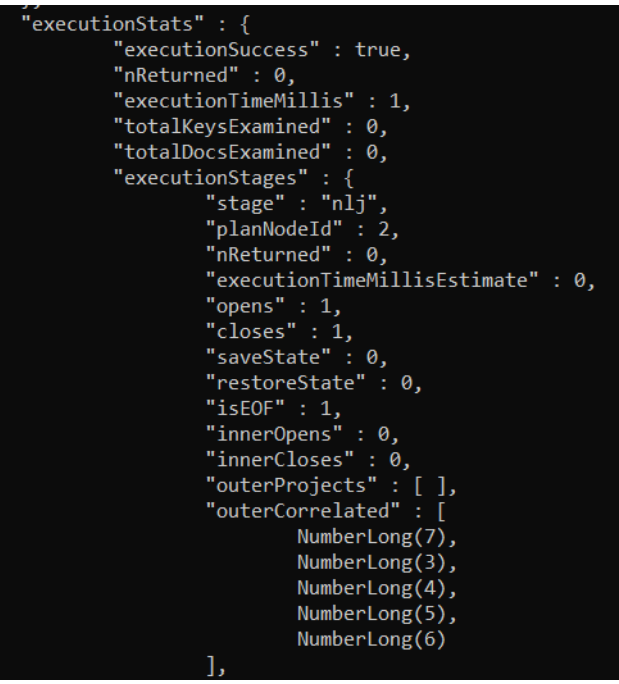 "executionStats" : {
        "executionSuccess" : true,
        "nReturned" : 0,
        "executionTimeMillis" : 1,
        "totalKeysExamined" : 0,
        "totalDocsExamined" : 0,
        "executionStages" : {
                "stage" : "nlj",
                "planNodeId" : 2,
                "nReturned" : 0,
                "executionTimeMillisEstimate" : 0,
                "opens" : 1,
                "closes" : 1,
                "saveState" : 0,
                "restoreState" : 0,
                "isEOF" : 1,
                "innerOpens" : 0,
                "innerCloses" : 0,
                "outerProjects" : [ ],
                "outerCorrelated" : [
                        NumberLong(7),
                        NumberLong(3),
                        NumberLong(4),
                        NumberLong(5),
                        NumberLong(6)
                ],